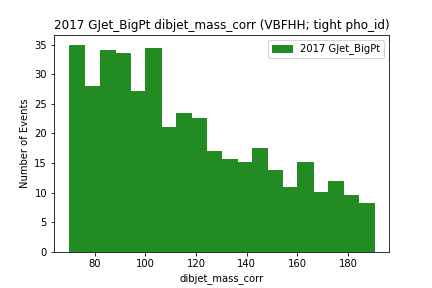 2017 GJet_BigPt dibjet_mass_corr (VBFHH; tight pho_id)
2017 GJet_BigPt
Number of Events
35
30
25
20
15
10
5
0
80 100 120 140 160 180
dibjet_mass_corr